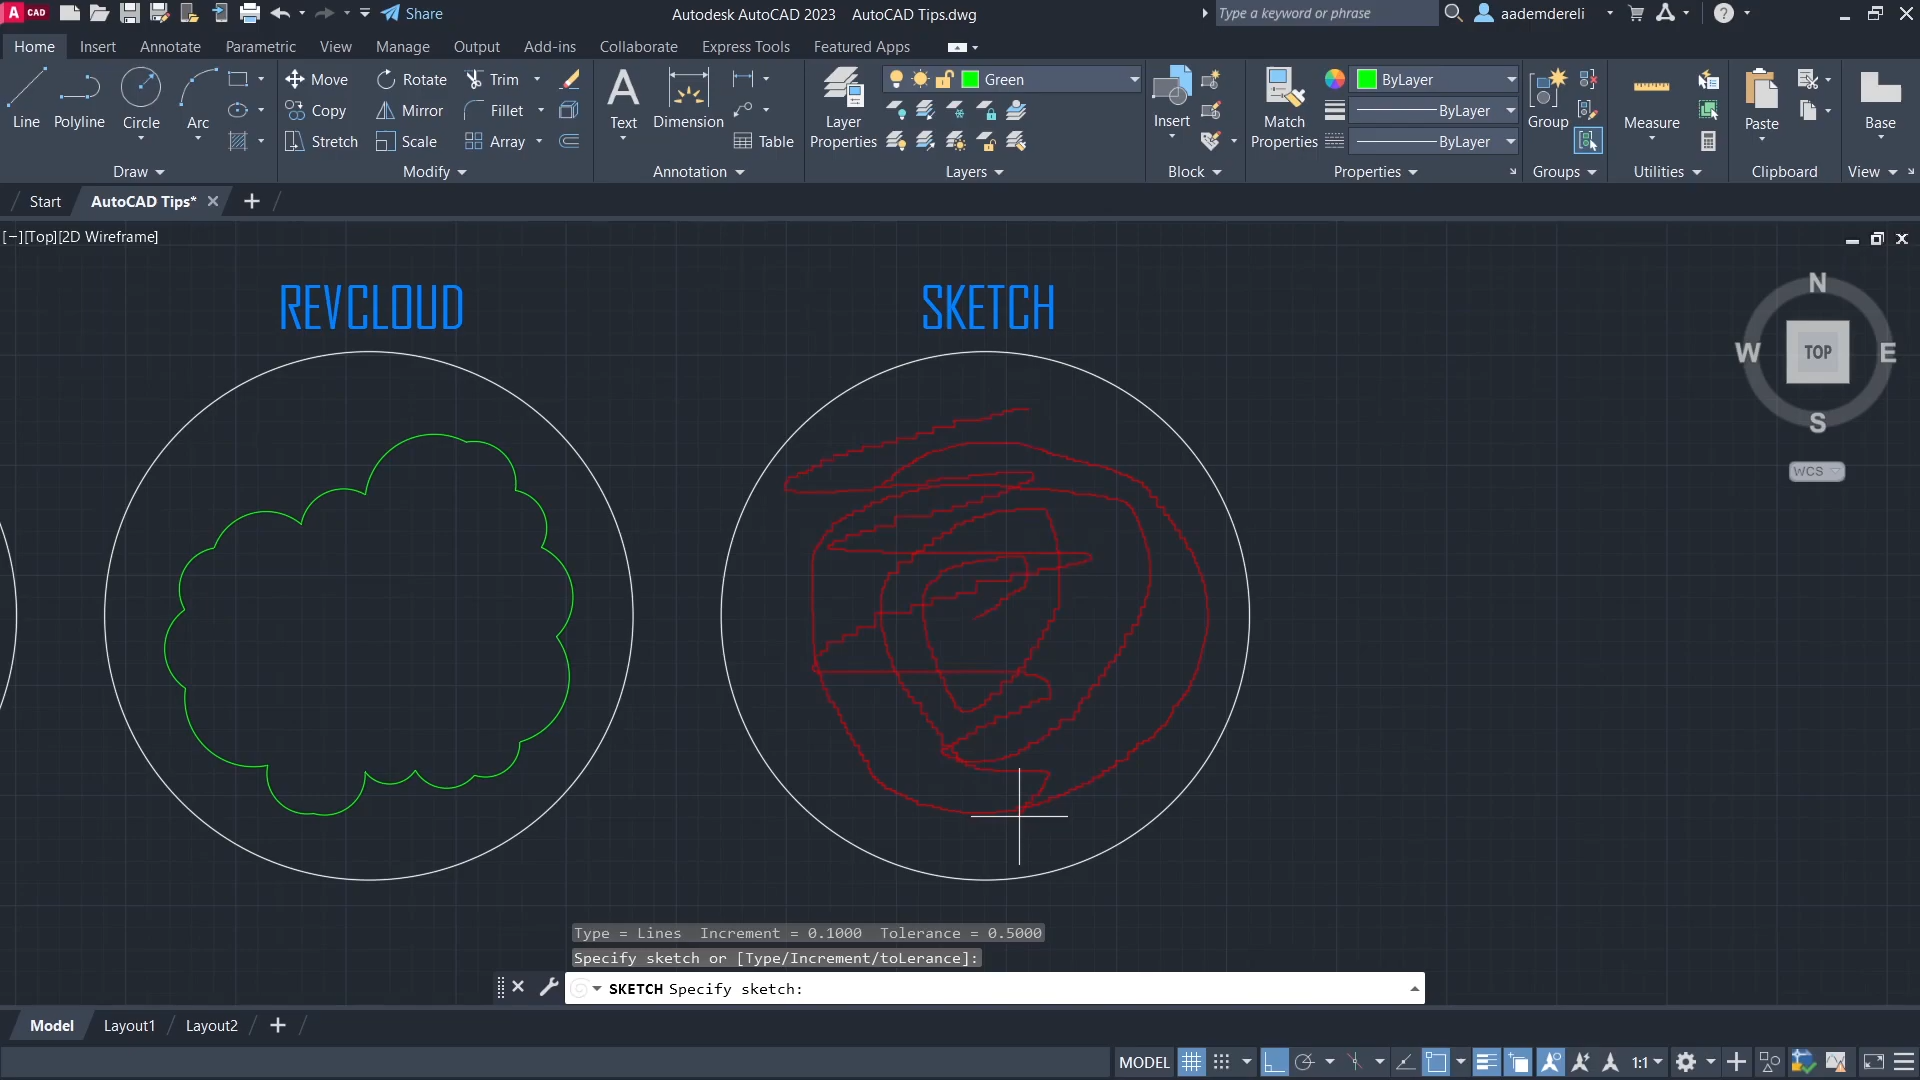 A CAD
Share
Autodesk AutoCAD 2023 AutoCAD Tips.dwg
Type a keyword or phrase
aademdereli
Home Insert Annotate Parametric View Manage Output Add-ins Collaborate Express Tools Featured Apps
Line
Polyline
Circle
Arc
Draw
Move
Rotate
Trim
Copy
Mirror
Fillet
Stretch
Scale
Array
Modify
Text
Dimension
Table
Annotation
Layer
Properties
Green
Layers
Insert
Block
Match
Properties
ByLayer
ByLayer
ByLayer
Properties
Group
Groups
Measure
Utilities
Paste
Clipboard
Base
View
Start
AutoCAD Tips*
[−][Top][2D Wireframe]
REVCLOUD
SKETCH
N
W
TOP
E
S
WCS
Type = Lines  Increment = 0.1000  Tolerance = 0.5000
Specify sketch or [Type/Increment/toLerance]:
SKETCH Specify sketch:
Model
Layout1
Layout2
MODEL
1:1